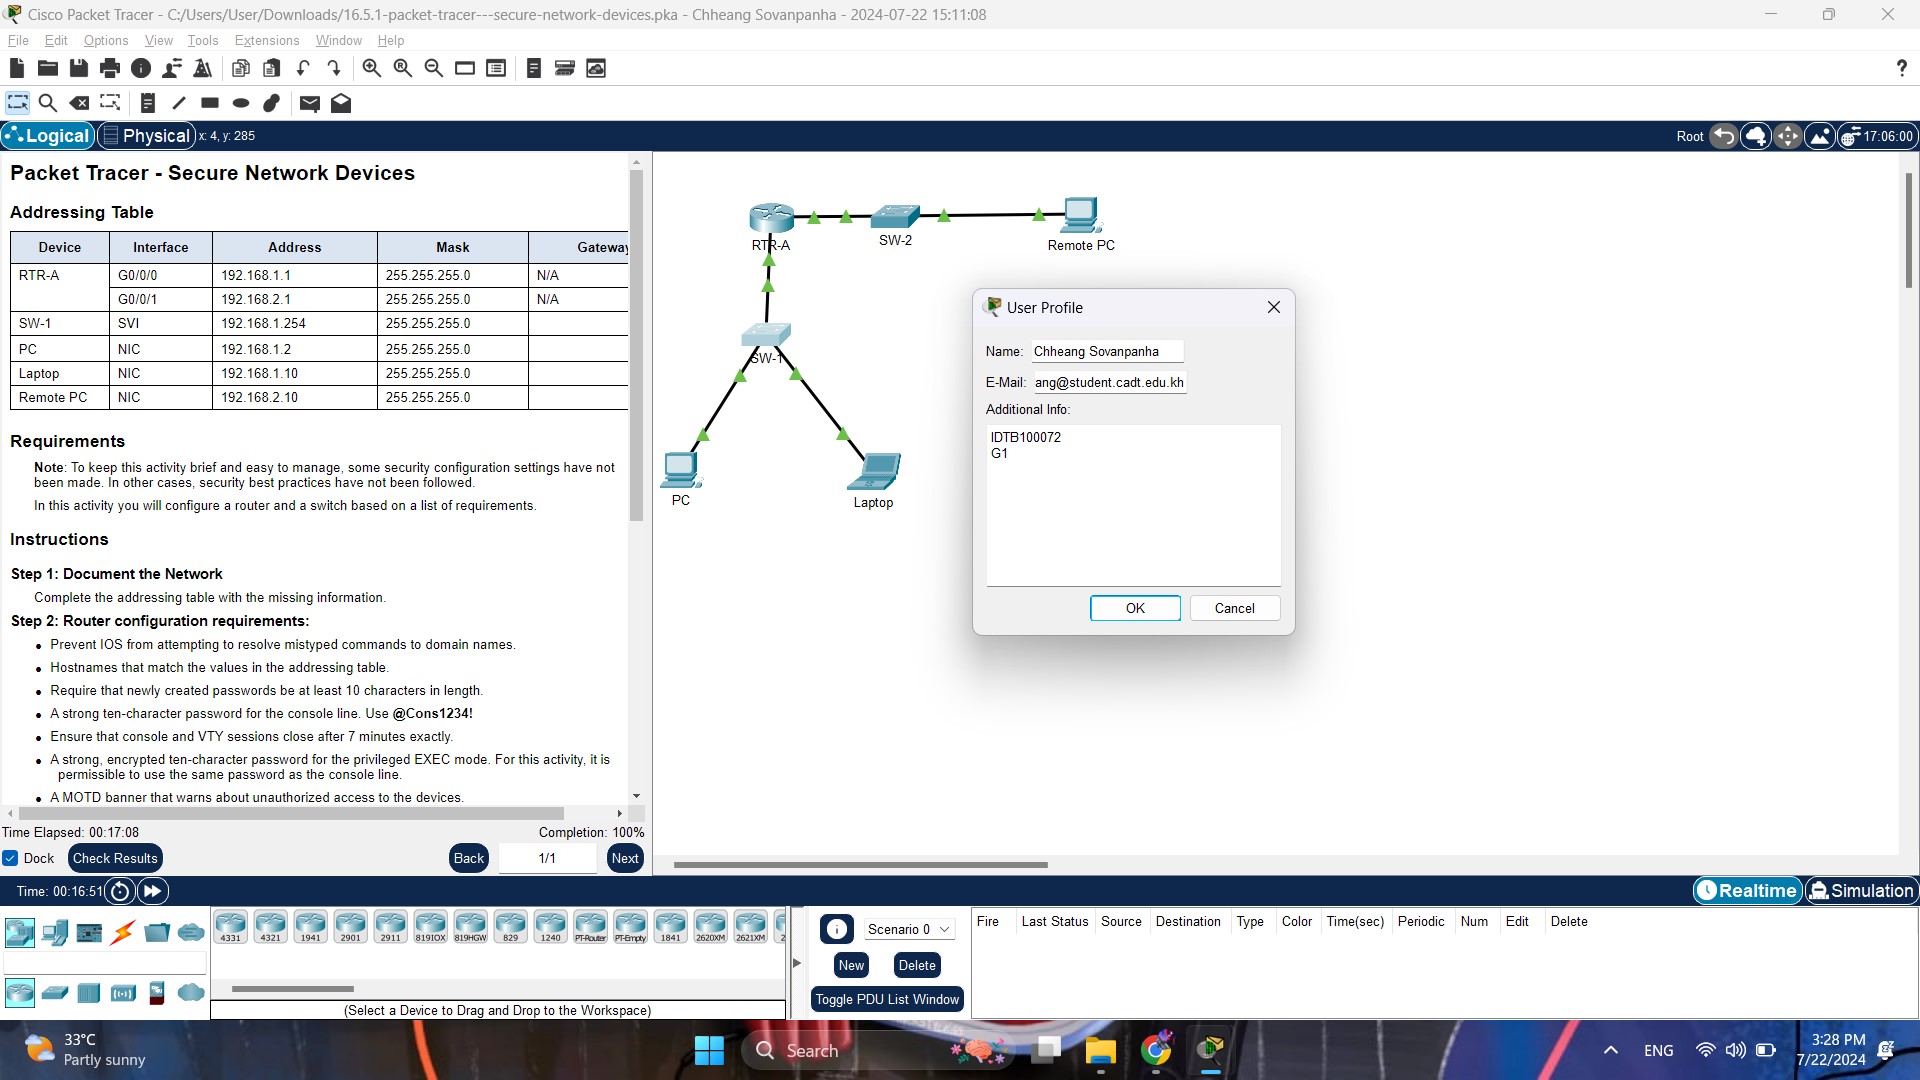 Cisco Packet Tracer - C:/Users/User/Downloads/16.5.1-packet-tracer---secure-network-devices.pka - Chheang Sovanpanha - 2024-07-22 15:11:08
File Edit Options View Tools Extensions Window Help
?
Logical Physical x: 4, y: 285
Root 17:06:00
Packet Tracer - Secure Network Devices
Addressing Table
Device Interface Address Mask Gateway
RTR-A G0/0/0 192.168.1.1 255.255.255.0 N/A
G0/0/1 192.168.2.1 255.255.255.0 N/A
SW-1 SVI 192.168.1.254 255.255.255.0
PC NIC 192.168.1.2 255.255.255.0
Laptop NIC 192.168.1.10 255.255.255.0
Remote PC NIC 192.168.2.10 255.255.255.0
Requirements
Note: To keep this activity brief and easy to manage, some security configuration settings have not
been made. In other cases, security best practices have not been followed.
In this activity you will configure a router and a switch based on a list of requirements.
Instructions
Step 1: Document the Network
Complete the addressing table with the missing information.
Step 2: Router configuration requirements:
• Prevent IOS from attempting to resolve mistyped commands to domain names.
• Hostnames that match the values in the addressing table.
• Require that newly created passwords be at least 10 characters in length.
• A strong ten-character password for the console line. Use @Cons1234!
• Ensure that console and VTY sessions close after 7 minutes exactly.
• A strong, encrypted ten-character password for the privileged EXEC mode. For this activity, it is
permissible to use the same password as the console line.
• A MOTD banner that warns about unauthorized access to the devices.
Time Elapsed: 00:17:08 Completion: 100%
Dock Check Results Back 1/1 Next
RTR-A
SW-2
Remote PC
SW-1
PC
Laptop
User Profile
Name: Chheang Sovanpanha
E-Mail: ang@student.cadt.edu.kh
Additional Info:
IDTB100072
G1
OK Cancel
Time: 00:16:51
Realtime Simulation
4331 4321 1941 2901 2911 819IOX 819HGW 829 1240 PT-Router PT-Empty 1841 2620XM 2621XM 2
(Select a Device to Drag and Drop to the Workspace)
Scenario 0
New Delete
Toggle PDU List Window
Fire Last Status Source Destination Type Color Time(sec) Periodic Num Edit Delete
33°C
Partly sunny
Search
ENG
3:28 PM
7/22/2024